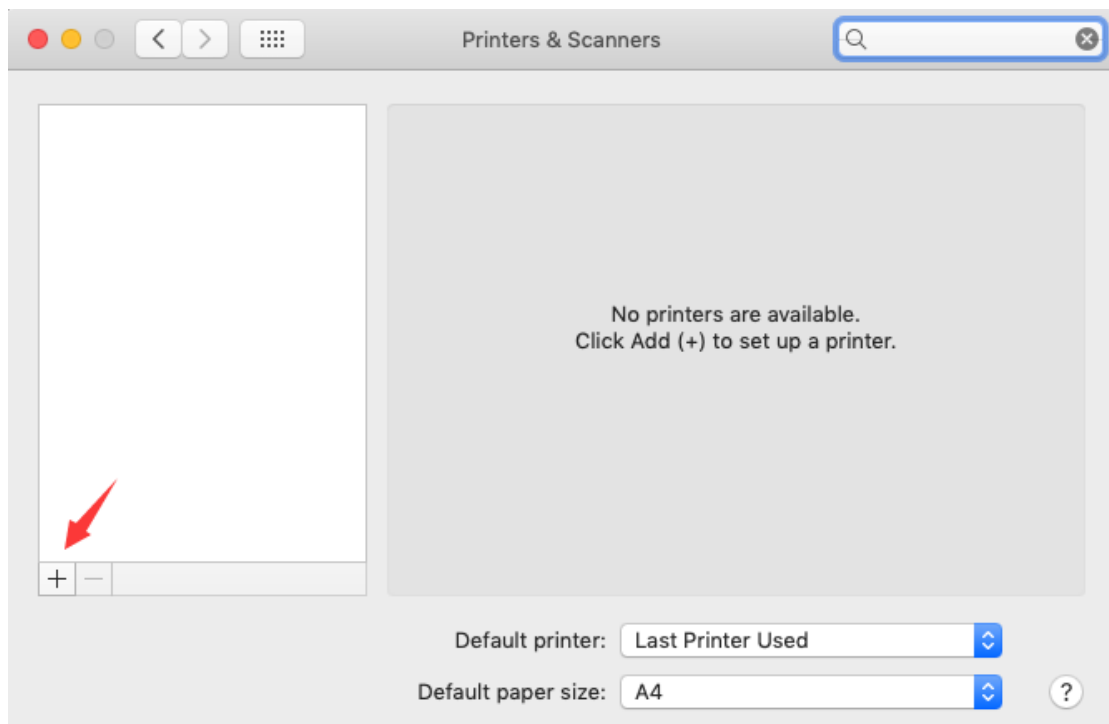 Printers & Scanners
No printers are available.
Click Add (+) to set up a printer.
Default printer: Last Printer Used
Default paper size: A4
?